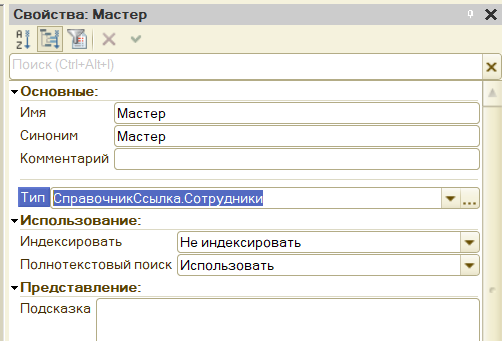 Свойства: Мастер
Поиск (Ctrl+Alt+I)
Основные:
Имя Мастер
Синоним Мастер
Комментарий
Тип СправочникСсылка.Сотрудники ...
Использование:
Индексировать Не индексировать
Полнотекстовый поиск Использовать
Представление:
Подсказка